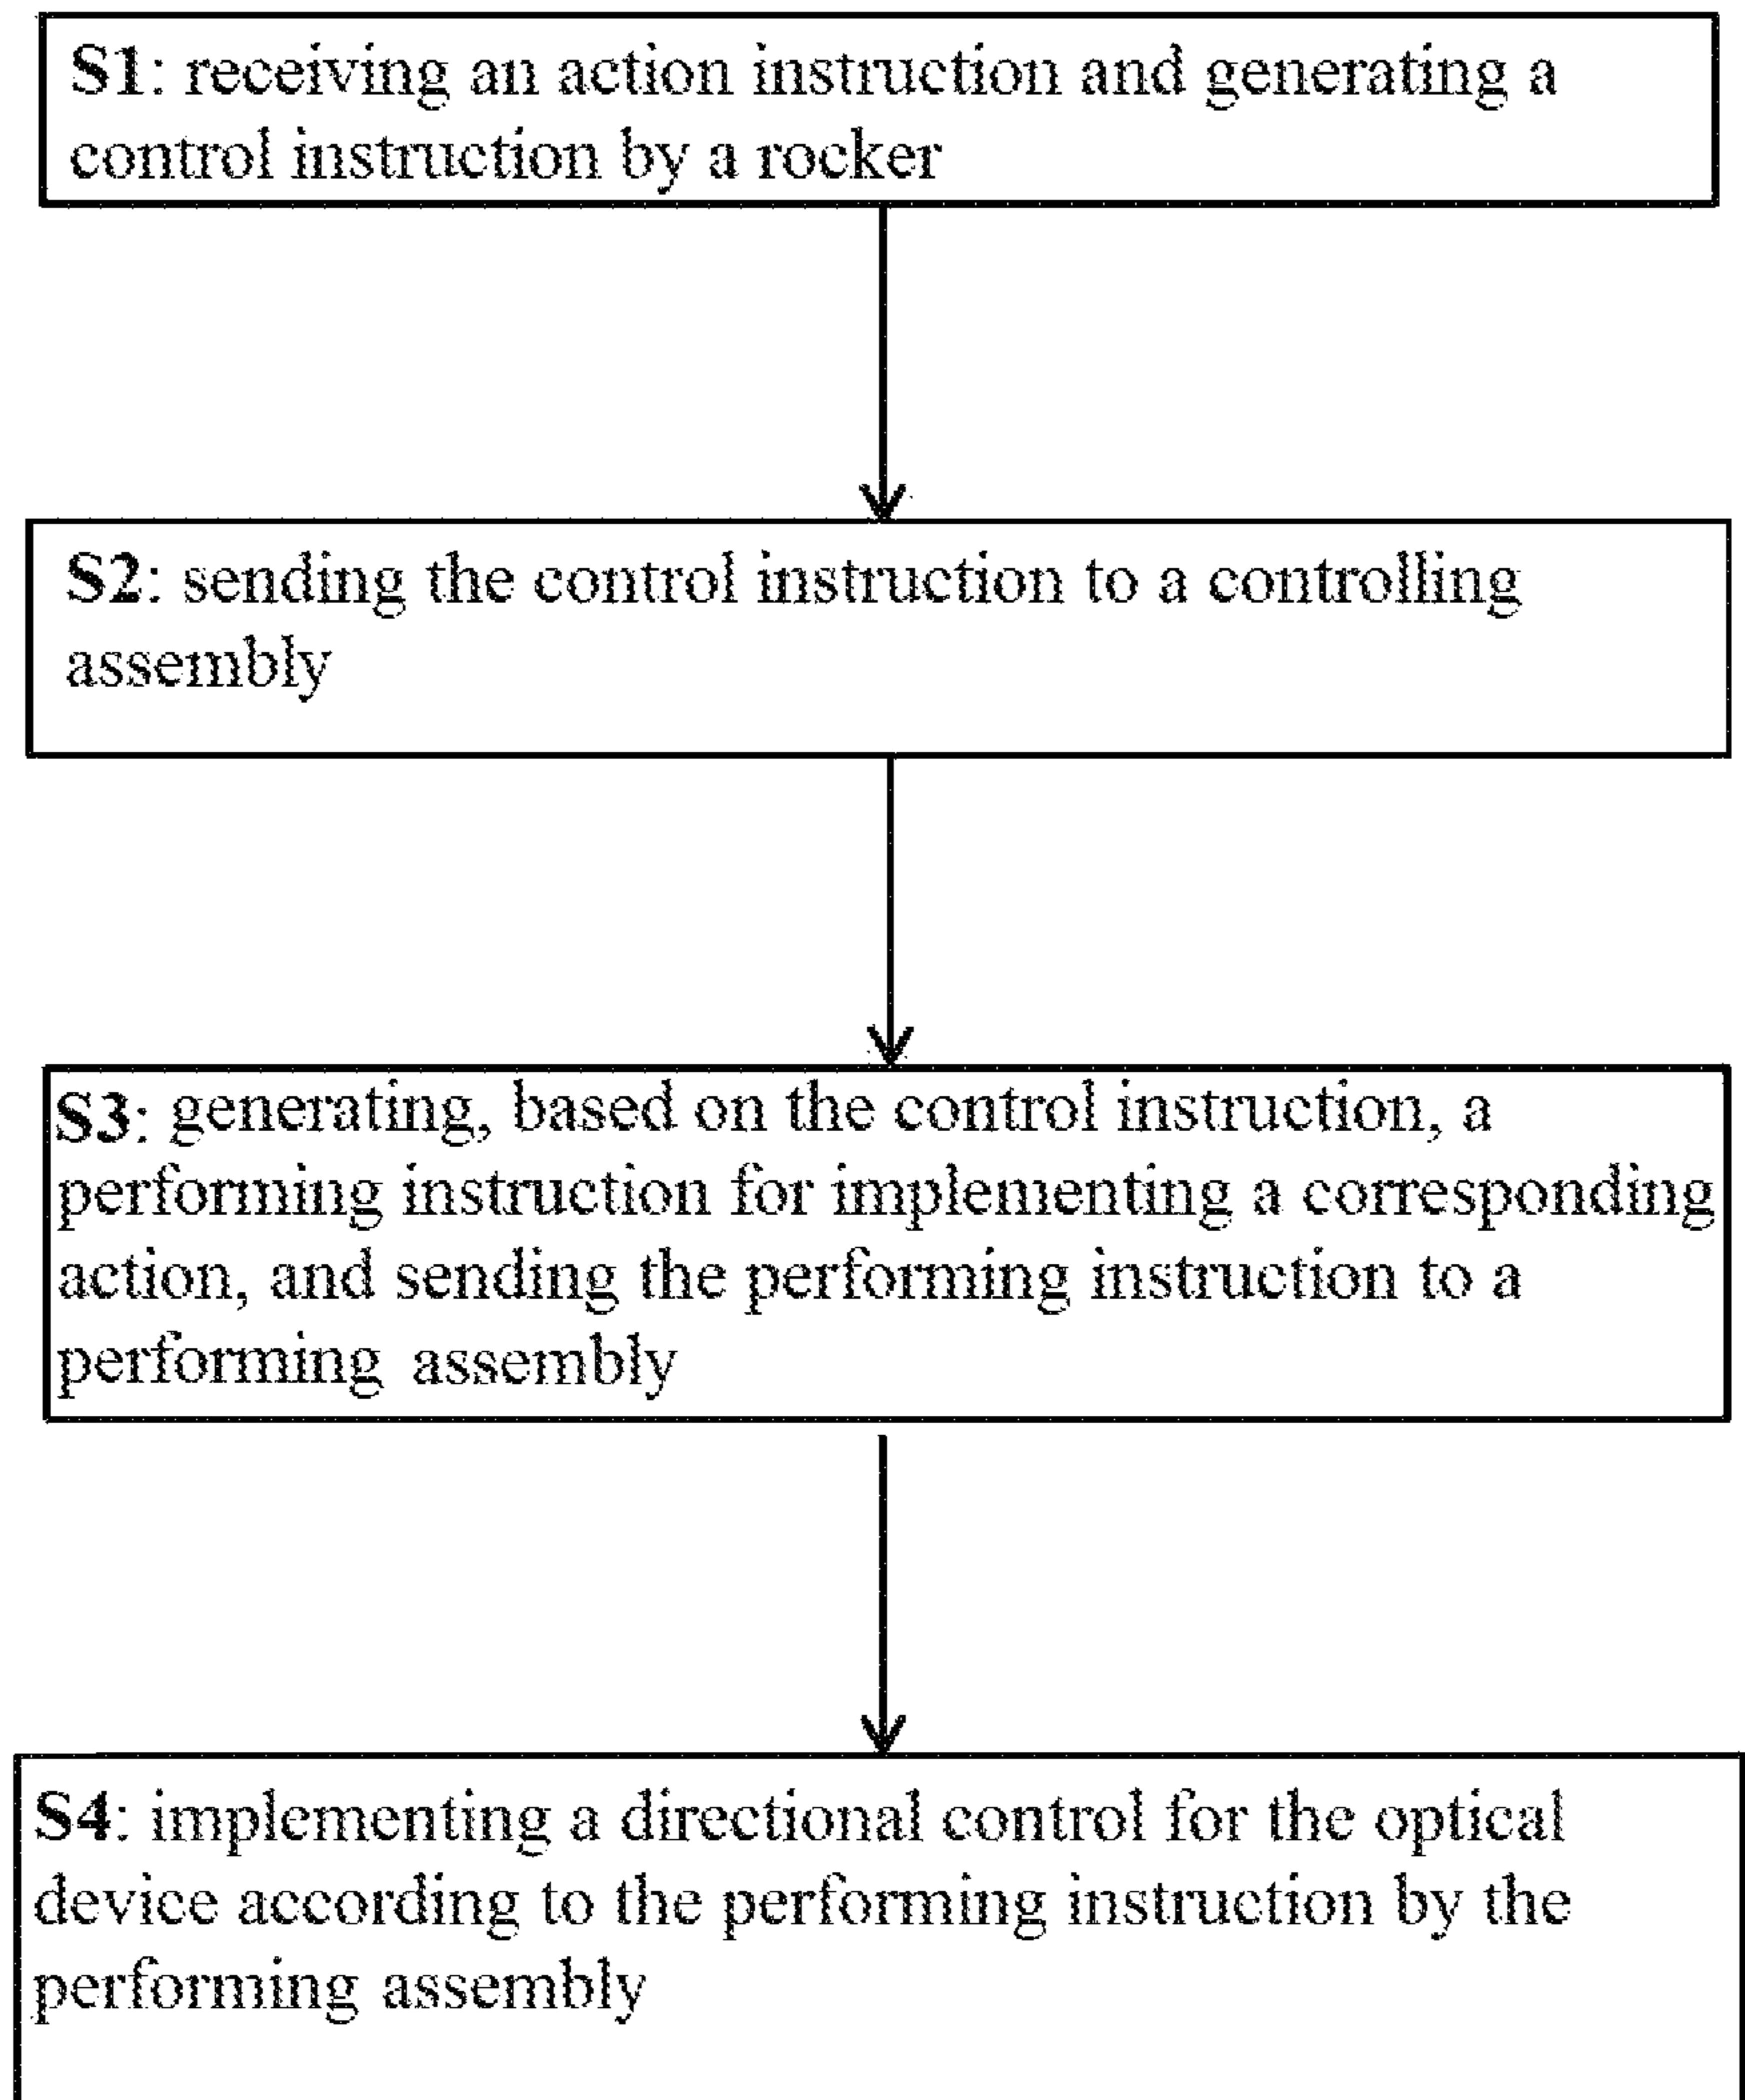 S1: receiving an action instruction and generating a
control instruction by a rocker
S2: sending the control instruction to a controlling
assembly
S3: generating, based on the control instruction, a
performing instruction for implementing a corresponding
action, and sending the performing instruction to a
performing assembly
S4: implementing a directional control for the optical
device according to the performing instruction by the
performing assembly